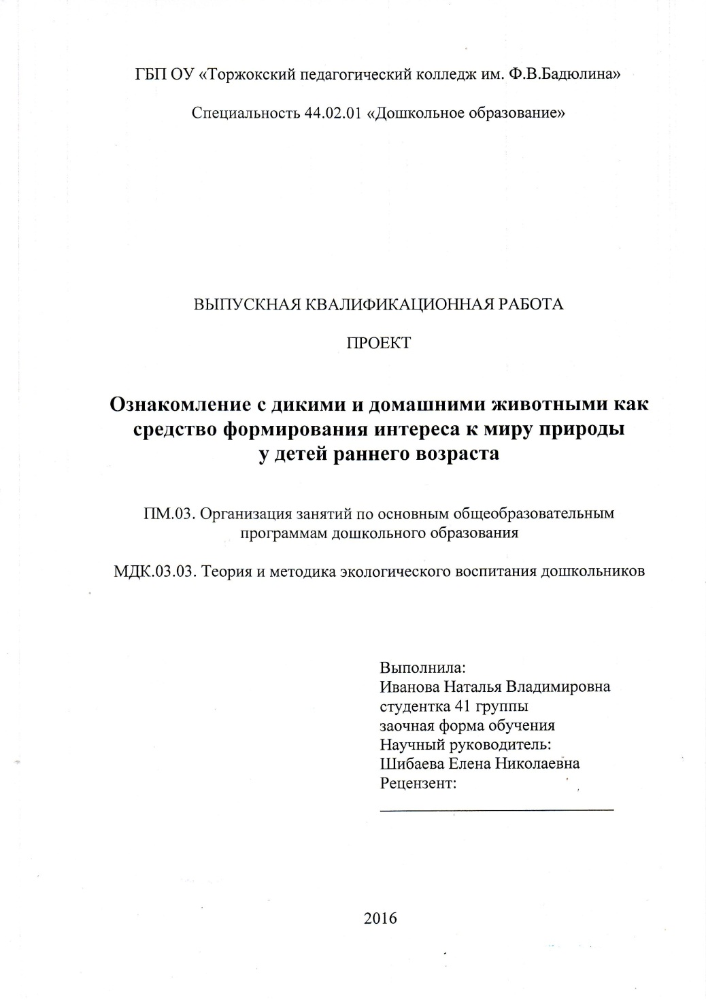 ГБП ОУ «Торжокский педагогический колледж им. Ф.В.Бадюлина»
Специальность 44.02.01 «Дошкольное образование»
ВЫПУСКНАЯ КВАЛИФИКАЦИОННАЯ РАБОТА
ПРОЕКТ
Ознакомление с дикими и домашними животными как
средство формирования интереса к миру природы
у детей раннего возраста
ПМ.03. Организация занятий по основным общеобразовательным
программам дошкольного образования
МДК.03.03. Теория и методика экологического воспитания дошкольников
Выполнила:
Иванова Наталья Владимировна
студентка 41 группы
заочная форма обучения
Научный руководитель:
Шибаева Елена Николаевна
Рецензент:
2016